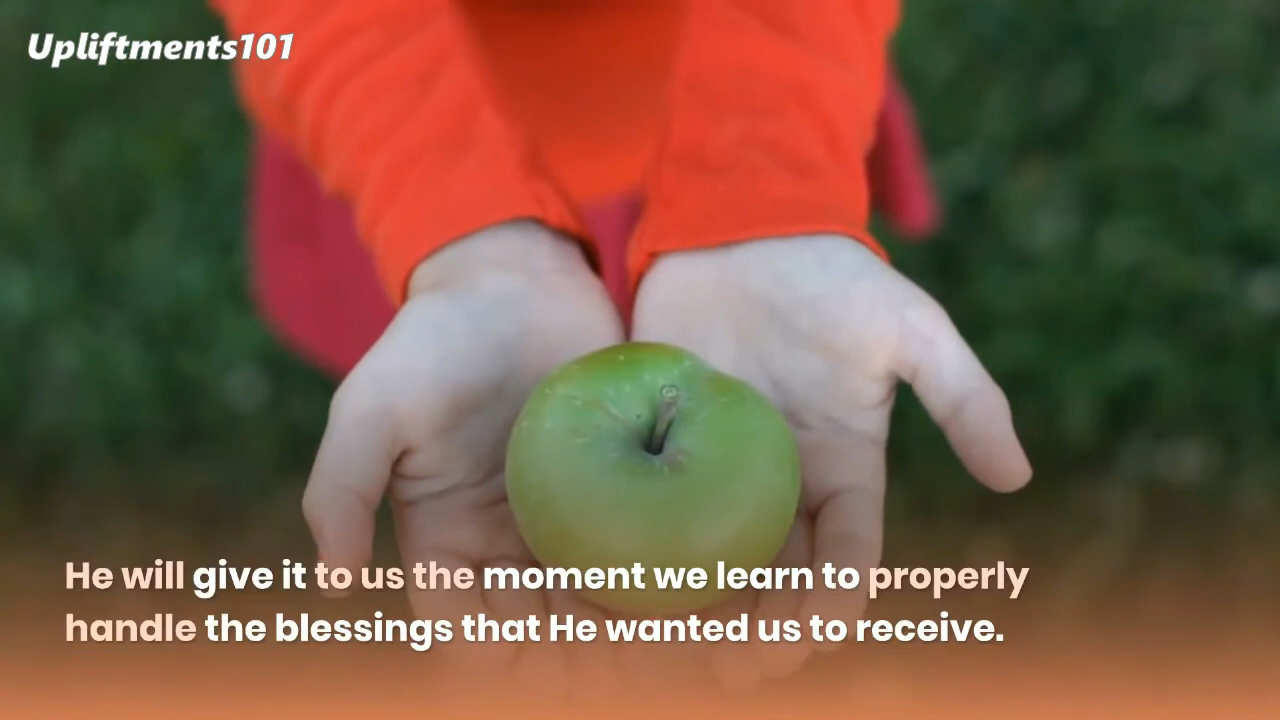 Upliftments101
He will give it to us the moment we learn to properly
handle the blessings that He wanted us to receive.